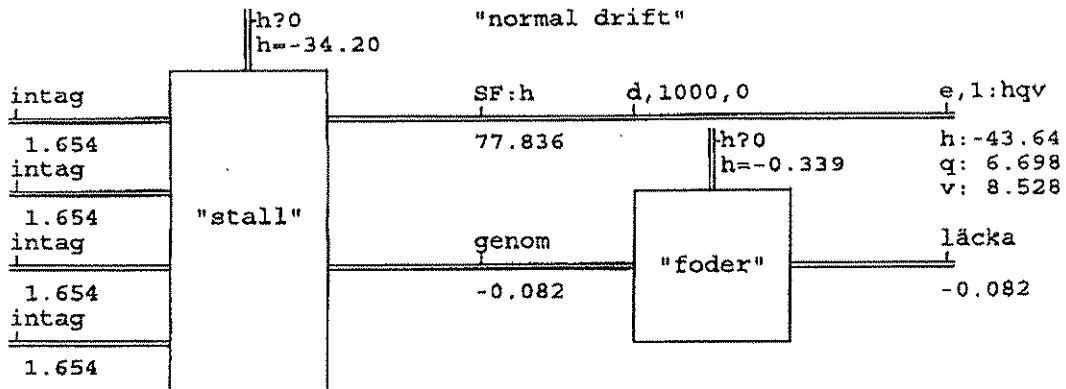 h?0 "normal drift"
h=-34.20
intag SF:h d,1000,0 e,1:hqv
1.654 77.836 h?0 h:-43.64
intag h=-0.339 q: 6.698
v: 8.528
1.654 "stall"
intag genom "foder" läcka
1.654 -0.082 -0.082
intag
1.654